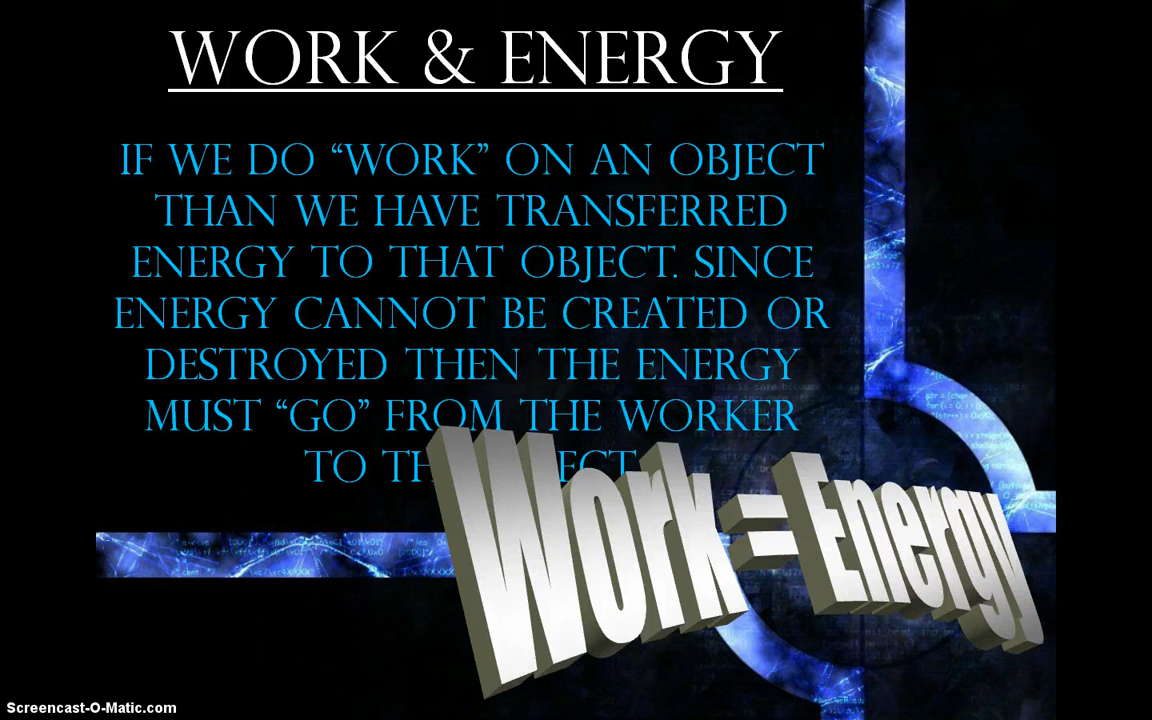 WORK & ENERGY
IF WE DO “WORK” ON AN OBJECT
THAN WE HAVE TRANSFERRED
ENERGY TO THAT OBJECT. SINCE
ENERGY CANNOT BE CREATED OR
DESTROYED THEN THE ENERGY
MUST “GO” FROM THE WORKER
TO
Work = Energy
Screencast-O-Matic.com